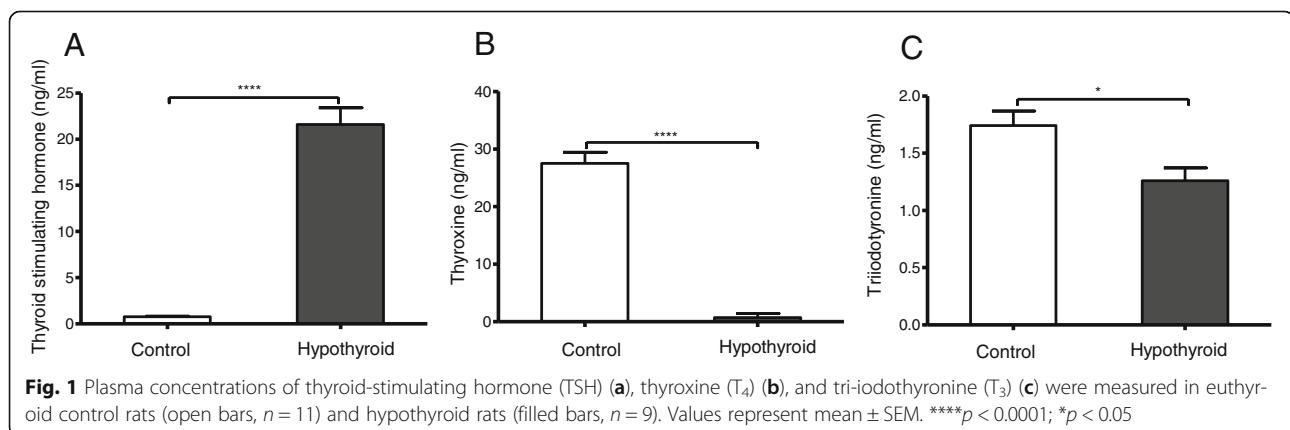 A
B
C
Thyroid stimulating hormone (ng/ml)
25
20
15
10
5
0
****
Control
Hypothyroid
Thyroxine (ng/ml)
40
30
20
10
0
****
Control
Hypothyroid
Triiodotyronine (ng/ml)
2.0
1.5
1.0
0.5
0.0
*
Control
Hypothyroid
Fig. 1 Plasma concentrations of thyroid-stimulating hormone (TSH) (a), thyroxine (T4) (b), and tri-iodothyronine (T3) (c) were measured in euthyr-
oid control rats (open bars, n = 11) and hypothyroid rats (filled bars, n = 9). Values represent mean ± SEM. ****p < 0.0001; *p < 0.05